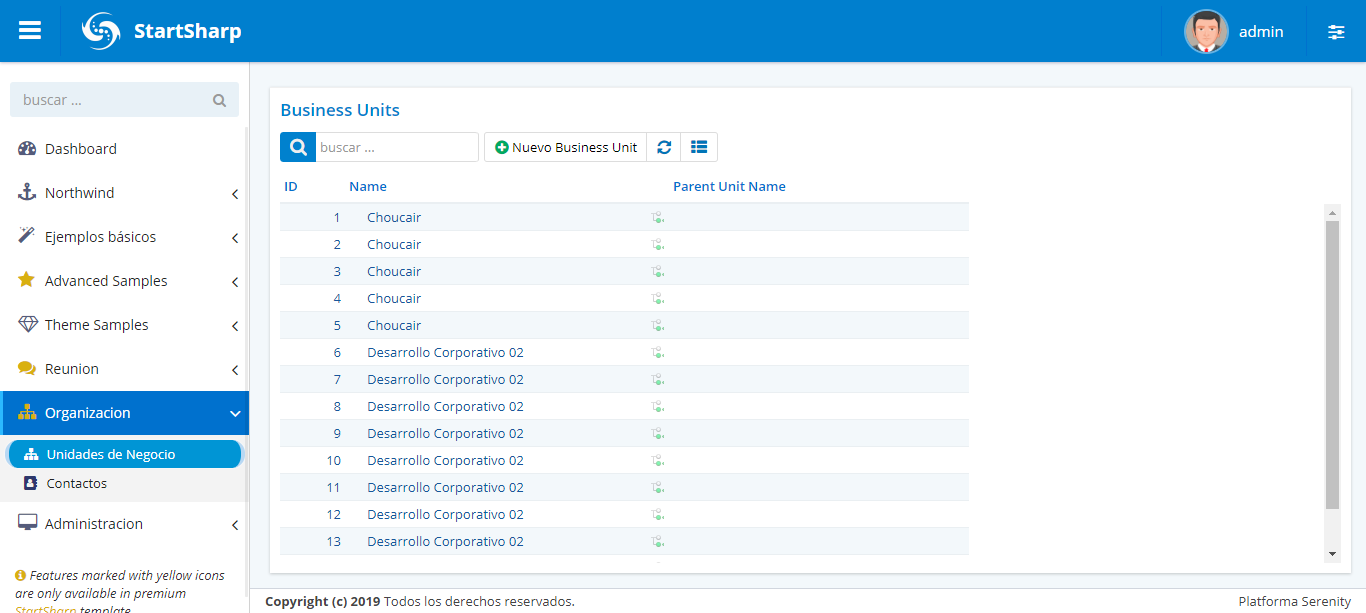 StartSharp
admin
buscar ...
Dashboard
Northwind
Ejemplos básicos
Advanced Samples
Theme Samples
Reunion
Organizacion
Unidades de Negocio
Contactos
Administracion
Features marked with yellow icons
are only available in premium
StartSharp template
Business Units
buscar ...
Nuevo Business Unit
ID Name Parent Unit Name
1 Choucair
2 Choucair
3 Choucair
4 Choucair
5 Choucair
6 Desarrollo Corporativo 02
7 Desarrollo Corporativo 02
8 Desarrollo Corporativo 02
9 Desarrollo Corporativo 02
10 Desarrollo Corporativo 02
11 Desarrollo Corporativo 02
12 Desarrollo Corporativo 02
13 Desarrollo Corporativo 02
Copyright (c) 2019 Todos los derechos reservados.
Platforma Serenity